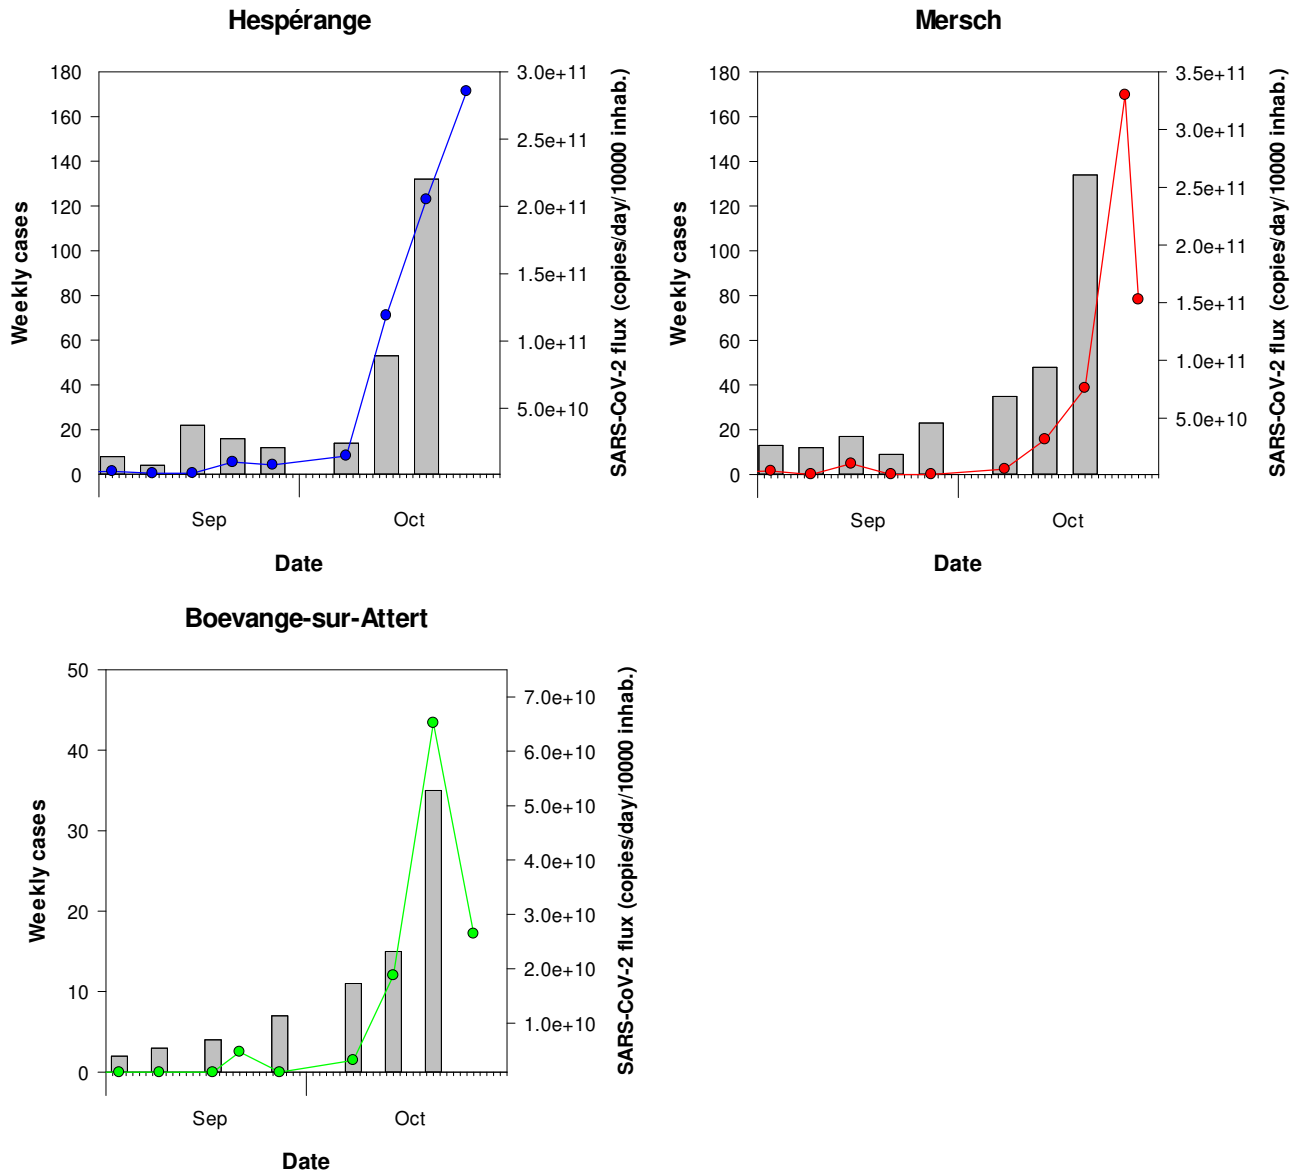 Hespérange
180
160
140
120
100
80
60
40
20
0
Weekly cases
3.0e+11
2.5e+11
2.0e+11
1.5e+11
1.0e+11
5.0e+10
SARS-CoV-2 flux (copies/day/10000 inhab.)
Sep
Oct
Date
Mersch
180
160
140
120
100
80
60
40
20
0
Weekly cases
3.5e+11
3.0e+11
2.5e+11
2.0e+11
1.5e+11
1.0e+11
5.0e+10
SARS-CoV-2 flux (copies/day/10000 inhab.)
Sep
Oct
Date
Boevange-sur-Attert
50
40
30
20
10
0
Weekly cases
7.0e+10
6.0e+10
5.0e+10
4.0e+10
3.0e+10
2.0e+10
1.0e+10
SARS-CoV-2 flux (copies/day/10000 inhab.)
Sep
Oct
Date